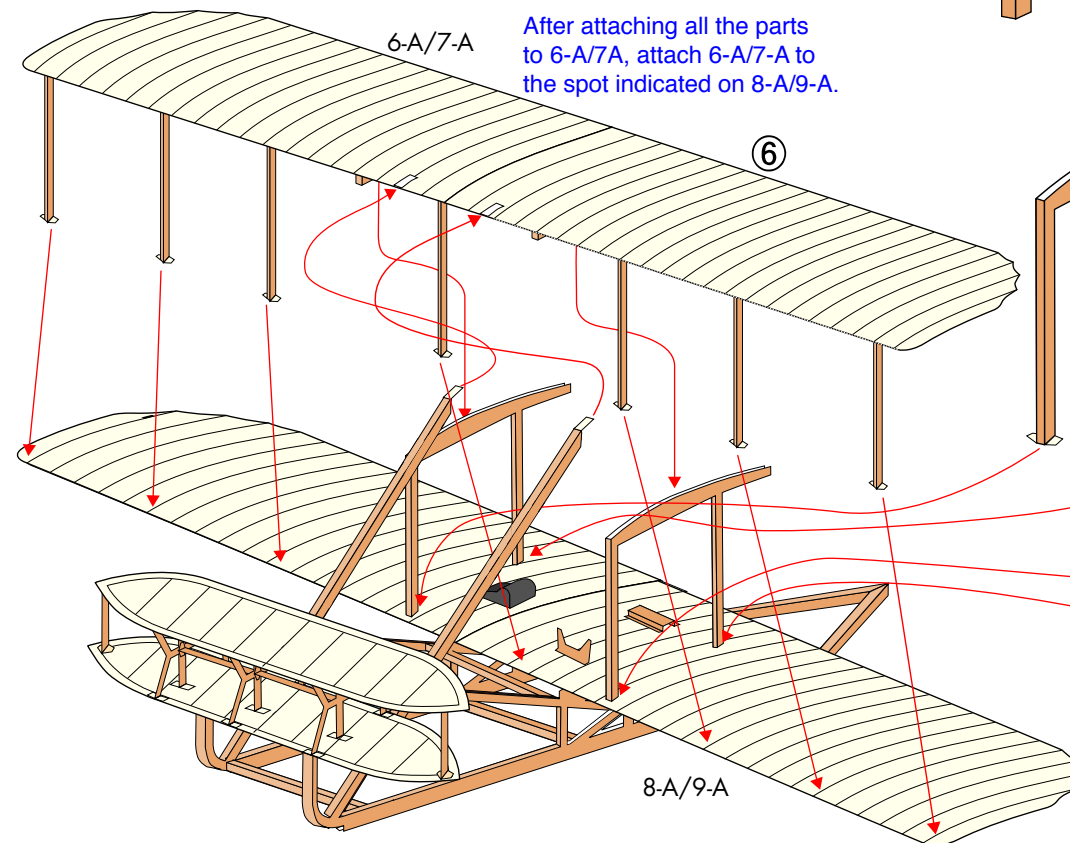 6-A/7-A
After attaching all the parts
to 6-A/7A, attach 6-A/7-A to
the spot indicated on 8-A/9-A.
⑥
8-A/9-A